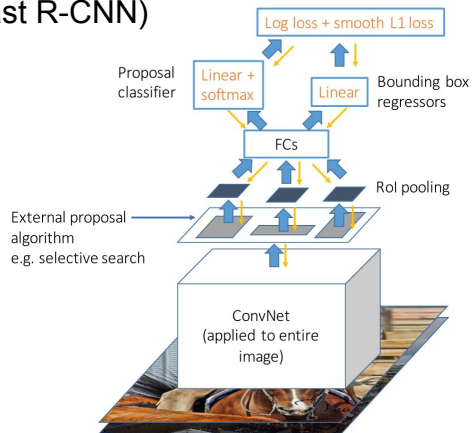 ast R-CNN)
Log loss + smooth L1 loss
Proposal
classifier
Linear +
softmax
Linear
Bounding box
regressors
FCs
RoI pooling
External proposal
algorithm
e.g. selective search
ConvNet
(applied to entire
image)